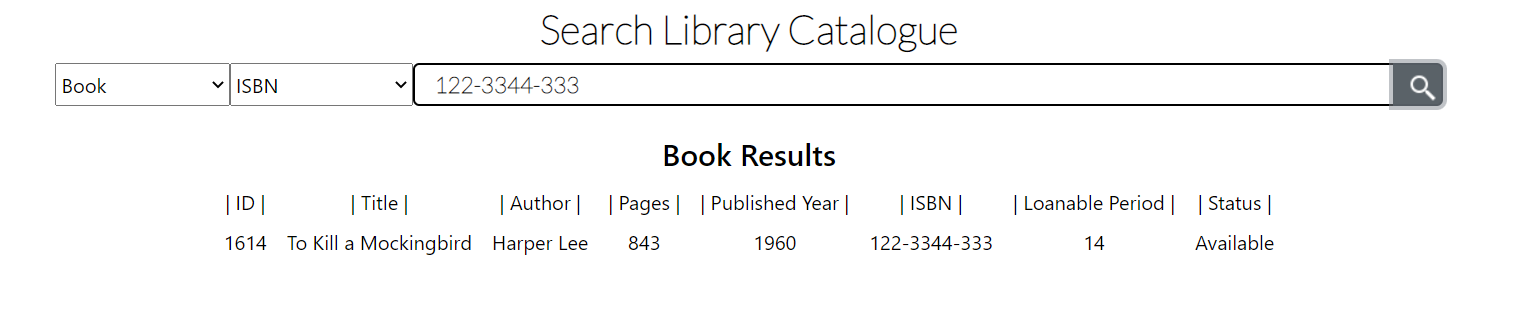 Search Library Catalogue
Book ISBN 122-3344-333
Book Results
| ID | | Title | | Author | | Pages | | Published Year | | ISBN | | Loanable Period | | Status |
1614 To Kill a Mockingbird Harper Lee 843 1960 122-3344-333 14 Available